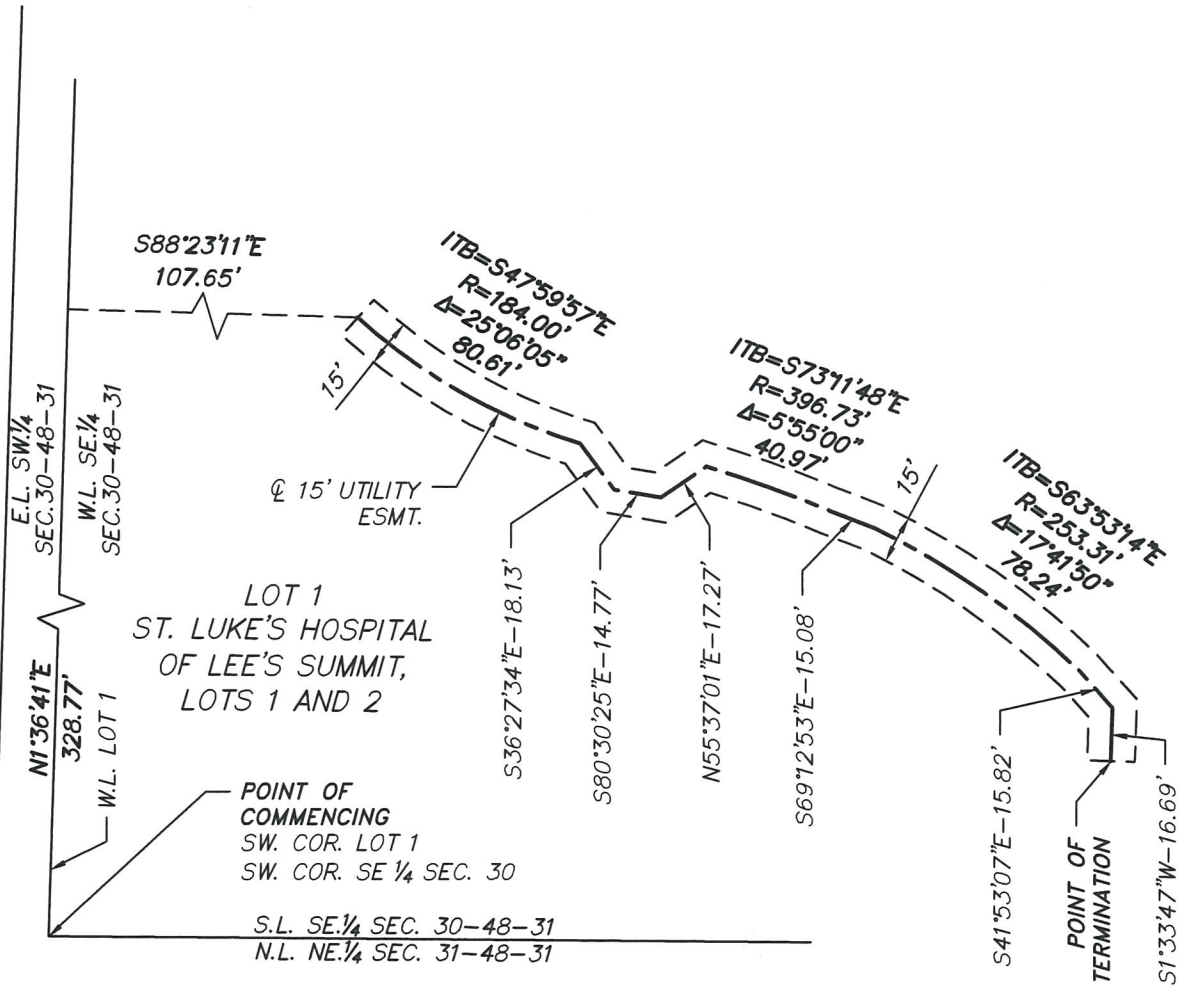 S88°23'11"E
107.65'
ITB=S47°59'57"E
R=184.00'
Δ=25°06'05"
80.61'
15'
ITB=S73°11'48"E
R=396.73'
Δ=5°55'00"
40.97'
15'
ITB=S63°53'14"E
R=253.31'
Δ=17°41'50"
78.24'
E.L. SW.1/4
SEC.30-48-31
W.L. SE.1/4
SEC.30-48-31
℄ 15' UTILITY
ESMT.
LOT 1
ST. LUKE'S HOSPITAL
OF LEE'S SUMMIT,
LOTS 1 AND 2
S36°27'34"E-18.13'
S80°30'25"E-14.77'
N55°37'01"E-17.27'
S69°12'53"E-15.08'
S41°53'07"E-15.82'
POINT OF
TERMINATION
S1°33'47"W-16.69'
N1°36'41"E
328.77'
W.L. LOT 1
POINT OF
COMMENCING
SW. COR. LOT 1
SW. COR. SE 1/4 SEC. 30
S.L. SE.1/4 SEC. 30-48-31
N.L. NE.1/4 SEC. 31-48-31